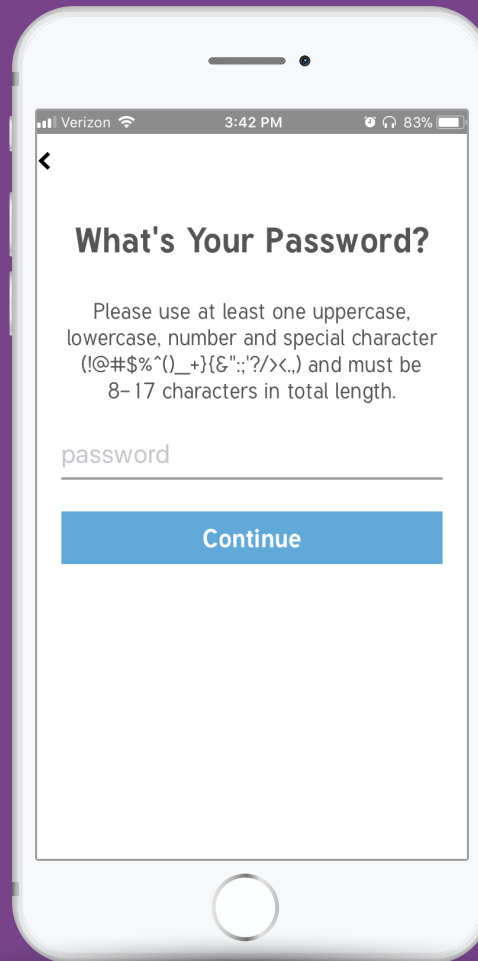 Verizon 3:42 PM 83%
What's Your Password?
Please use at least one uppercase,
lowercase, number and special character
(!@#$%^()_+}{&":;'?/><.,) and must be
8-17 characters in total length.
password
Continue